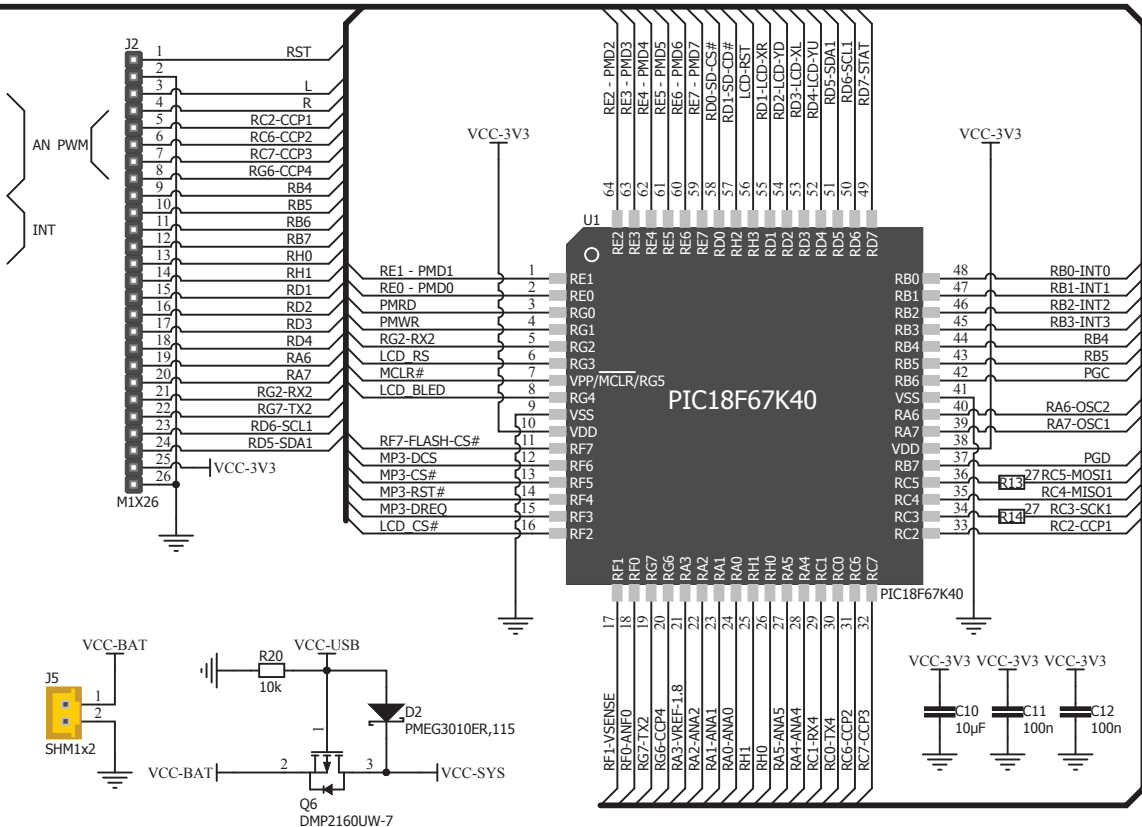 J2
1 RST
2
3 L
4 R
5 RC2-CCP1
6 RC6-CCP2
7 RC7-CCP3
8 RG6-CCP4
9 RB4
10 RB5
11 RB6
12 RB7
13 RH0
14 RH1
15 RD1
16 RD2
17 RD3
18 RD4
19 RA6
20 RA7
21 RG2-RX2
22 RG7-TX2
23 RD6-SCL1
24 RD5-SDA1
25 VCC-3V3
26
M1X26
AN PWM
INT
VCC-3V3
VCC-3V3
RE2 - PMD2
RE3 - PMD3
RE4 - PMD4
RE5 - PMD5
RE6 - PMD6
RE7 - PMD7
RD0-SD-CS#
RD1-SD-CD#
LCD-RST
RD1-LCD-XR
RD2-LCD-YD
RD3-LCD-XL
RD4-LCD-YU
RD5-SDA1
RD6-SCL1
RD7-STAT
64 63 62 61 60 59 58 57 56 55 54 53 52 51 50 49
U1
RE2 RE3 RE4 RE5 RE6 RE7 RD0 RH2 RH3 RD1 RD2 RD3 RD4 RD5 RD6 RD7
RE1 - PMD1 1 RE1
RE0 - PMD0 2 RE0
PMRD 3 RG0
PMWR 4 RG1
RG2-RX2 5 RG2
LCD_RS 6 RG3
MCLR# 7 VPP/MCLR/RG5
LCD_BLED 8 RG4
9 VSS
10 VDD
RF7-FLASH-CS# 11 RF7
MP3-DCS 12 RF6
MP3-CS# 13 RF5
MP3-RST# 14 RF4
MP3-DREQ 15 RF3
LCD_CS# 16 RF2
PIC18F67K40
RB0 48 RB0-INT0
RB1 47 RB1-INT1
RB2 46 RB2-INT2
RB3 45 RB3-INT3
RB4 44 RB4
RB5 43 RB5
RB6 42 PGC
VSS 41
RA6 40 RA6-OSC2
RA7 39 RA7-OSC1
VDD 38
RB7 37 PGD
RC5 36 R13 27 RC5-MOSI1
RC4 35 RC4-MISO1
RC3 34 R14 27 RC3-SCK1
RC2 33 RC2-CCP1
RF1 RF0 RG7 RG6 RA3 RA2 RA1 RA0 RH1 RH0 RA5 RA4 RC1 RC0 RC6 RC7
PIC18F67K40
17 18 19 20 21 22 23 24 25 26 27 28 29 30 31 32
RF1-VSENSE
RF0-ANF0
RG7-TX2
RG6-CCP4
RA3-VREF-1.8
RA2-ANA2
RA1-ANA1
RA0-ANA0
RH1
RH0
RA5-ANA5
RA4-ANA4
RC1-RX4
RC0-TX4
RC6-CCP2
RC7-CCP3
VCC-BAT
J5
1
2
SHM1x2
VCC-USB
R20
10k
D2
PMEG3010ER,115
1
VCC-BAT 2 3 VCC-SYS
Q6
DMP2160UW-7
VCC-3V3 VCC-3V3 VCC-3V3
C10
10µF
C11
100n
C12
100n